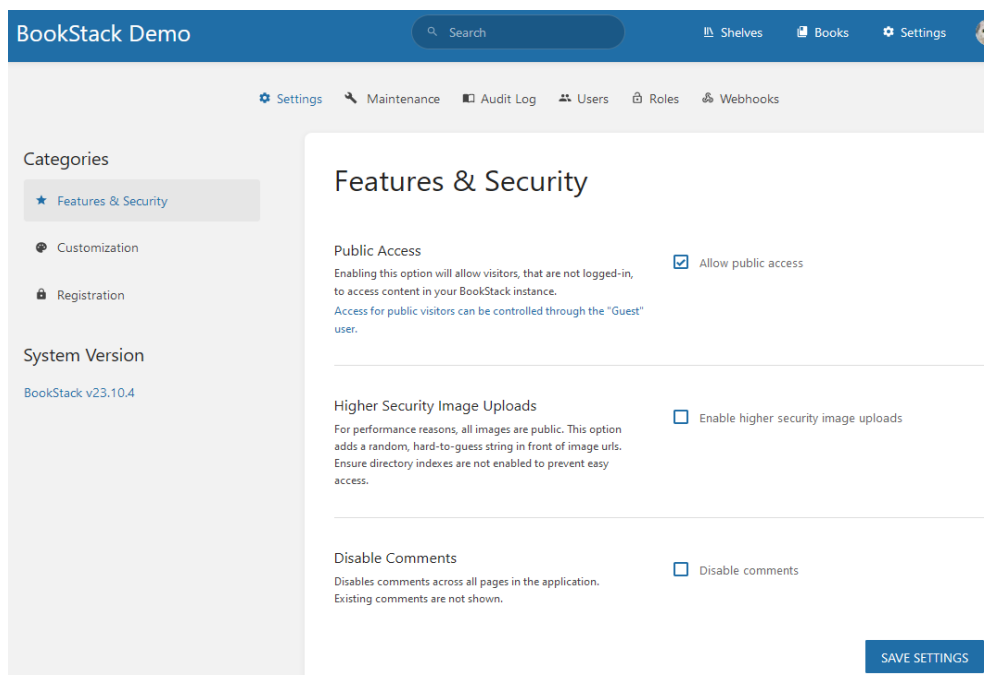 BookStack Demo
Search
Shelves
Books
Settings
Settings
Maintenance
Audit Log
Users
Roles
Webhooks
Categories
Features & Security
Customization
Registration
System Version
BookStack v23.10.4
Features & Security
Public Access
Enabling this option will allow visitors, that are not logged-in,
to access content in your BookStack instance.
Access for public visitors can be controlled through the "Guest"
user.
Allow public access
Higher Security Image Uploads
For performance reasons, all images are public. This option
adds a random, hard-to-guess string in front of image urls.
Ensure directory indexes are not enabled to prevent easy
access.
Enable higher security image uploads
Disable Comments
Disables comments across all pages in the application.
Existing comments are not shown.
Disable comments
SAVE SETTINGS